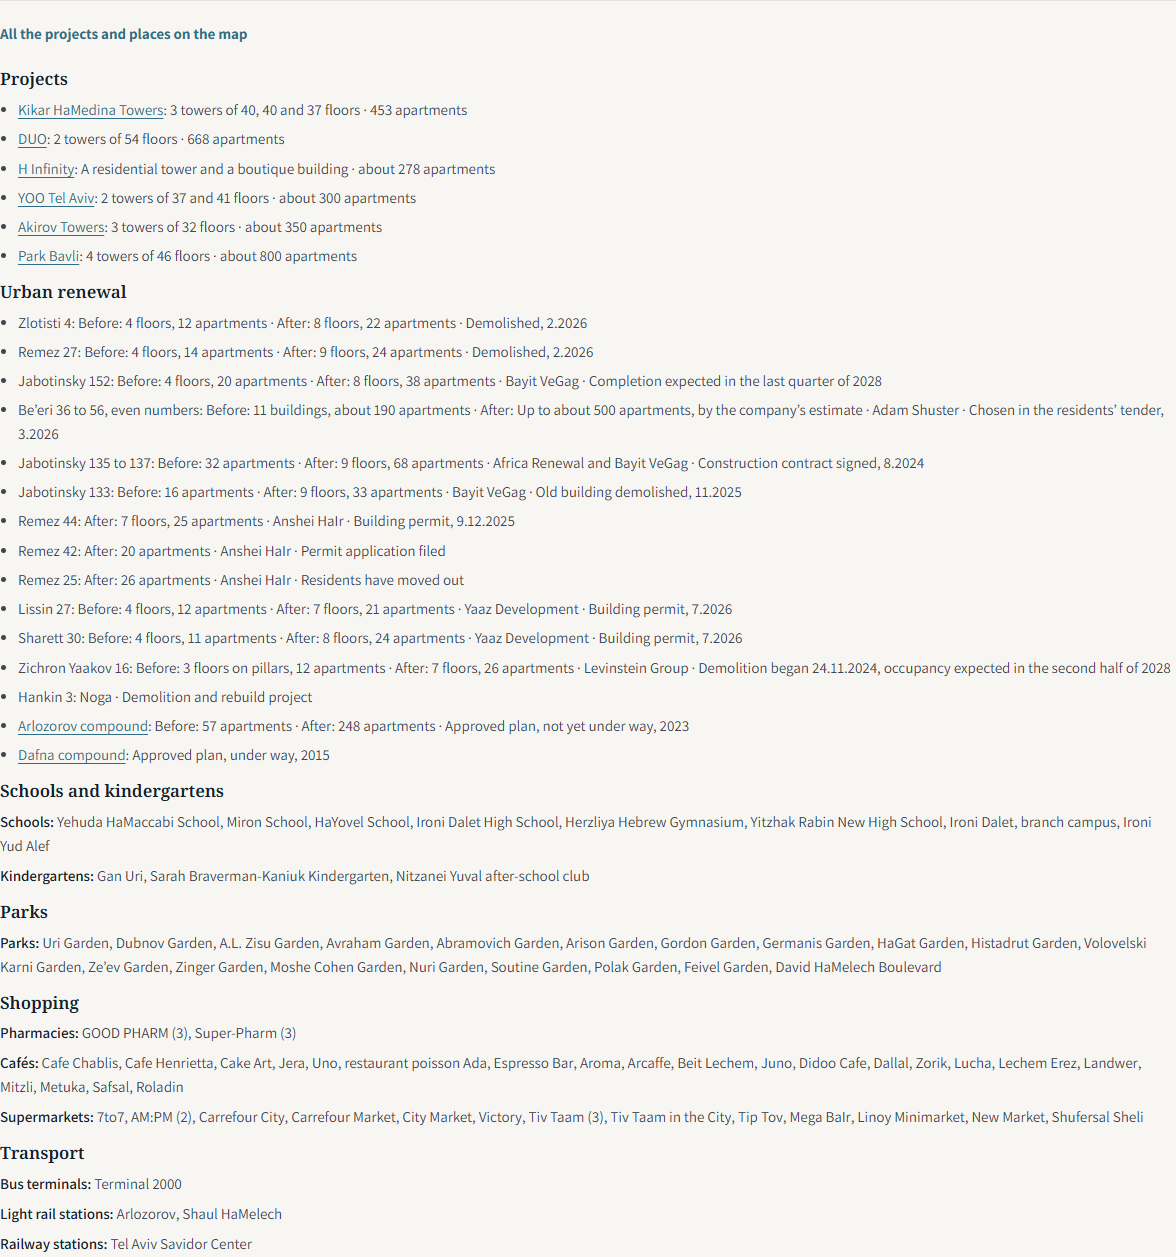 All the projects and places on the map
Projects
• Kikar HaMedina Towers: 3 towers of 40, 40 and 37 floors · 453 apartments
• DUO: 2 towers of 54 floors · 668 apartments
• H Infinity: A residential tower and a boutique building · about 278 apartments
• YOO Tel Aviv: 2 towers of 37 and 41 floors · about 300 apartments
• Akirov Towers: 3 towers of 32 floors · about 350 apartments
• Park Bavli: 4 towers of 46 floors · about 800 apartments
Urban renewal
• Zlotisti 4: Before: 4 floors, 12 apartments · After: 8 floors, 22 apartments · Demolished, 2.2026
• Remez 27: Before: 4 floors, 14 apartments · After: 9 floors, 24 apartments · Demolished, 2.2026
• Jabotinsky 152: Before: 4 floors, 20 apartments · After: 8 floors, 38 apartments · Bayit VeGag · Completion expected in the last quarter of 2028
• Be’eri 36 to 56, even numbers: Before: 11 buildings, about 190 apartments · After: Up to about 500 apartments, by the company’s estimate · Adam Shuster · Chosen in the residents’ tender,
3.2026
• Jabotinsky 135 to 137: Before: 32 apartments · After: 9 floors, 68 apartments · Africa Renewal and Bayit VeGag · Construction contract signed, 8.2024
• Jabotinsky 133: Before: 16 apartments · After: 9 floors, 33 apartments · Bayit VeGag · Old building demolished, 11.2025
• Remez 44: After: 7 floors, 25 apartments · Anshei HaIr · Building permit, 9.12.2025
• Remez 42: After: 20 apartments · Anshei HaIr · Permit application filed
• Remez 25: After: 26 apartments · Anshei HaIr · Residents have moved out
• Lissin 27: Before: 4 floors, 12 apartments · After: 7 floors, 21 apartments · Yaaz Development · Building permit, 7.2026
• Sharett 30: Before: 4 floors, 11 apartments · After: 8 floors, 24 apartments · Yaaz Development · Building permit, 7.2026
• Zichron Yaakov 16: Before: 3 floors on pillars, 12 apartments · After: 7 floors, 26 apartments · Levinstein Group · Demolition began 24.11.2024, occupancy expected in the second half of 2028
• Hankin 3: Noga · Demolition and rebuild project
• Arlozorov compound: Before: 57 apartments · After: 248 apartments · Approved plan, not yet under way, 2023
• Dafna compound: Approved plan, under way, 2015
Schools and kindergartens
Schools: Yehuda HaMaccabi School, Miron School, HaYovel School, Ironi Dalet High School, Herzliya Hebrew Gymnasium, Yitzhak Rabin New High School, Ironi Dalet, branch campus, Ironi
Yud Alef
Kindergartens: Gan Uri, Sarah Braverman-Kaniuk Kindergarten, Nitzanei Yuval after-school club
Parks
Parks: Uri Garden, Dubnov Garden, A.L. Zisu Garden, Avraham Garden, Abramovich Garden, Arison Garden, Gordon Garden, Germanis Garden, HaGat Garden, Histadrut Garden, Volovelski
Karni Garden, Ze’ev Garden, Zinger Garden, Moshe Cohen Garden, Nuri Garden, Soutine Garden, Polak Garden, Feivel Garden, David HaMelech Boulevard
Shopping
Pharmacies: GOOD PHARM (3), Super-Pharm (3)
Cafés: Cafe Chablis, Cafe Henrietta, Cake Art, Jera, Uno, restaurant poisson Ada, Espresso Bar, Aroma, Arcaffe, Beit Lechem, Juno, Didoo Cafe, Dallal, Zorik, Lucha, Lechem Erez, Landwer,
Mitzli, Metuka, Safsal, Roladin
Supermarkets: 7to7, AM:PM (2), Carrefour City, Carrefour Market, City Market, Victory, Tiv Taam (3), Tiv Taam in the City, Tip Tov, Mega BaIr, Linoy Minimarket, New Market, Shufersal Sheli
Transport
Bus terminals: Terminal 2000
Light rail stations: Arlozorov, Shaul HaMelech
Railway stations: Tel Aviv Savidor Center